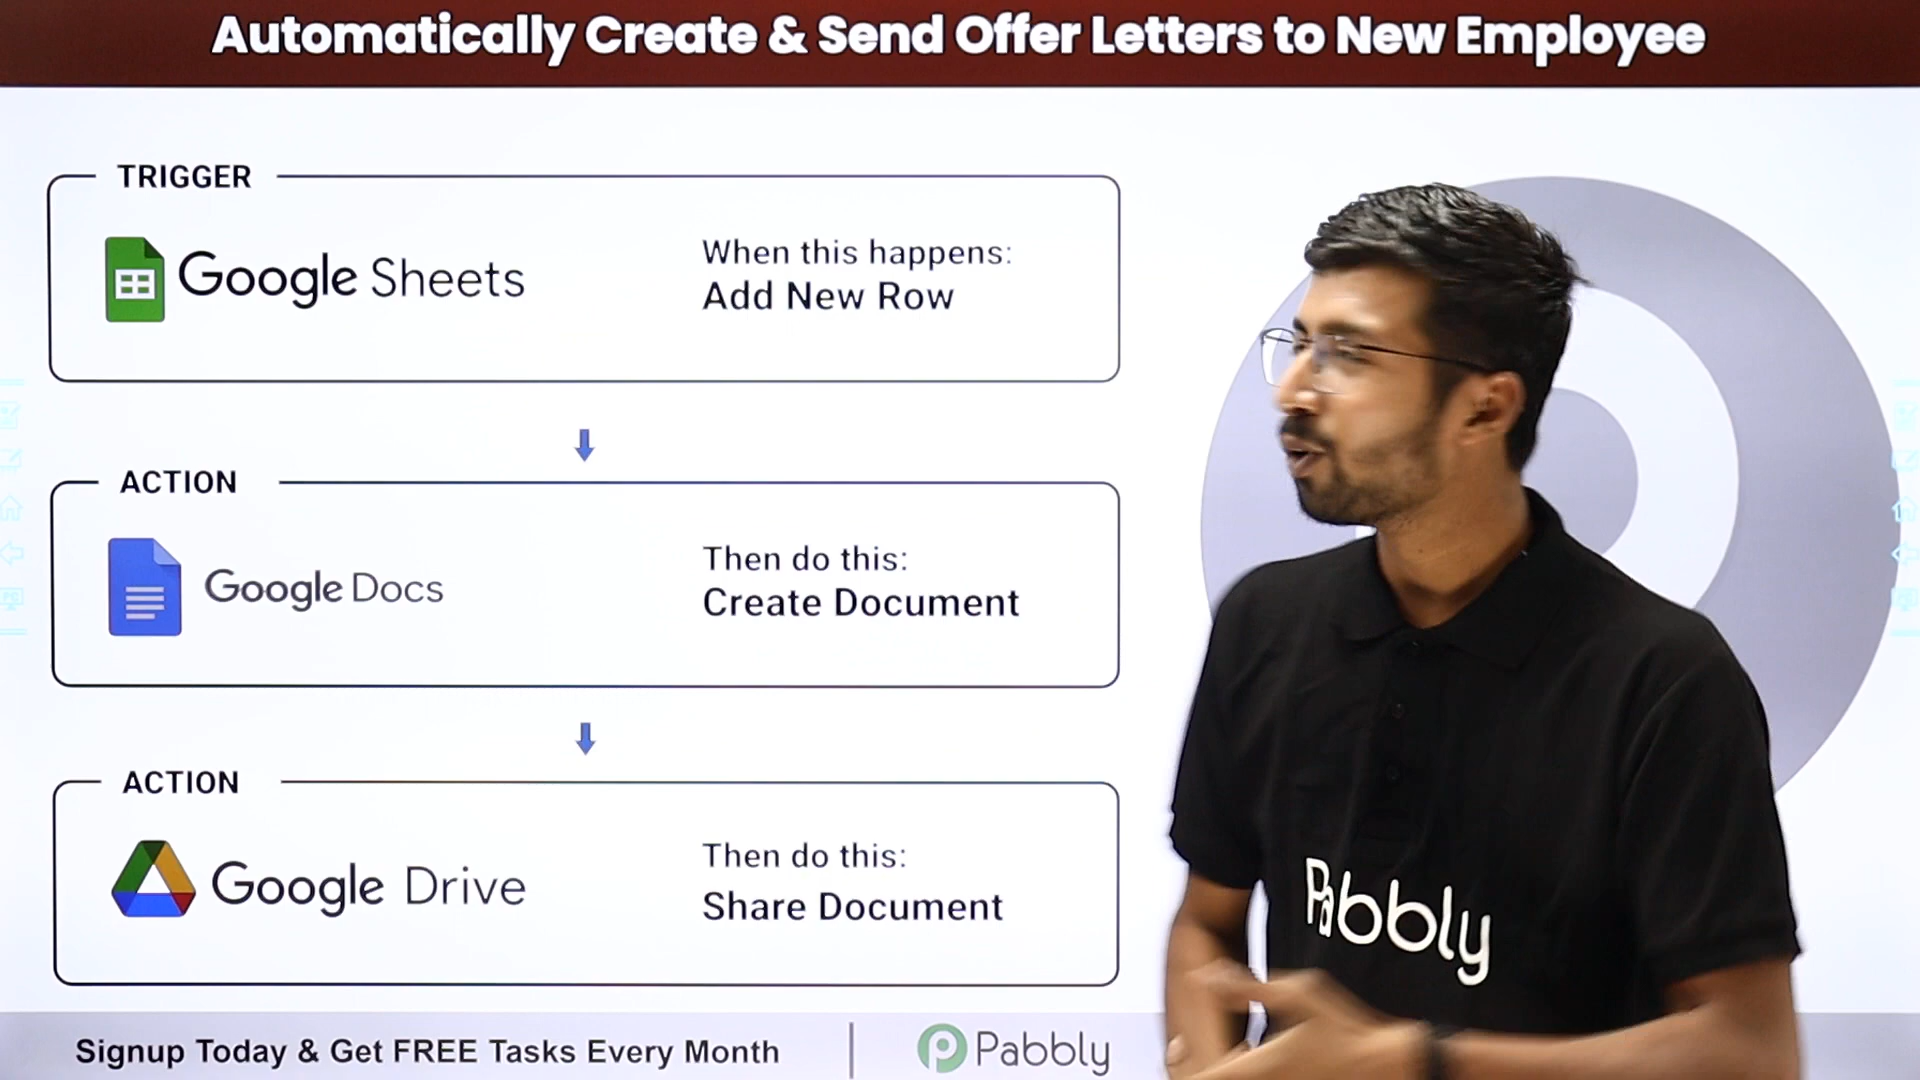 Automatically Create & Send Offer Letters to New Employee
TRIGGER
Google Sheets
When this happens:
Add New Row
ACTION
Google Docs
Then do this:
Create Document
ACTION
Google Drive
Then do this:
Share Document
Pabbly
Signup Today & Get FREE Tasks Every Month
Pabbly